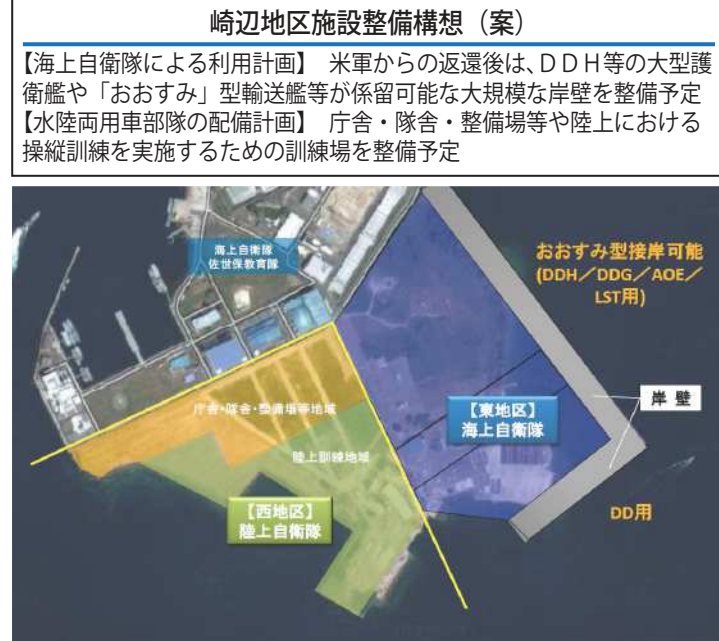 崎辺地区施設整備構想（案）
【海上自衛隊による利用計画】　米軍からの返還後は、ＤＤＨ等の大型護
衛艦や「おおすみ」型輸送艦等が係留可能な大規模な岸壁を整備予定
【水陸両用車部隊の配備計画】　庁舎・隊舎・整備場等や陸上における
操縦訓練を実施するための訓練場を整備予定
海上自衛隊
佐世保教育隊
おおすみ型接岸可能
(DDH／DDG／AOE／
LST用)
岸壁
庁舎・隊舎・整備場等地域
【東地区】
海上自衛隊
陸上訓練地域
【西地区】
陸上自衛隊
DD用